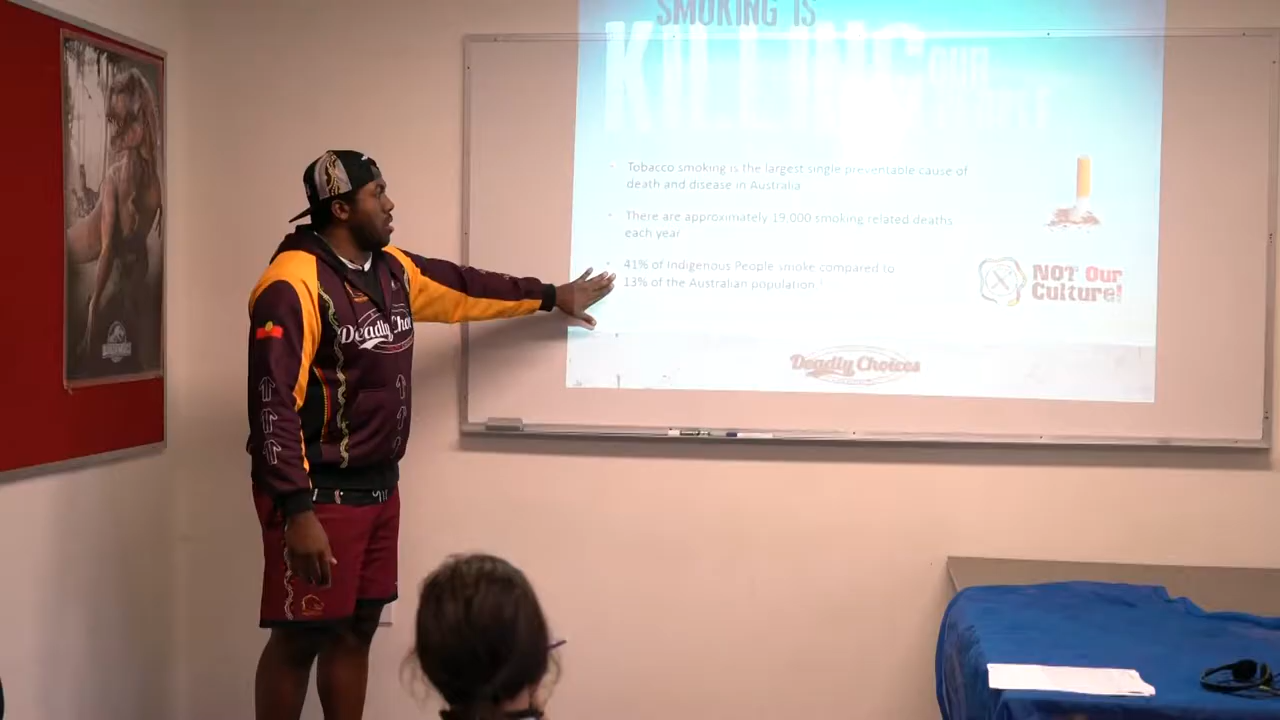 SMOKING IS
KILLING OUR
Tobacco smoking is the largest single preventable cause of
death and disease in Australia
There are approximately 19,000 smoking related deaths
each year
41% of Indigenous People smoke compared to
13% of the Australian population
NOT Our
Culture!
Deadly Choices
Deadly Choi